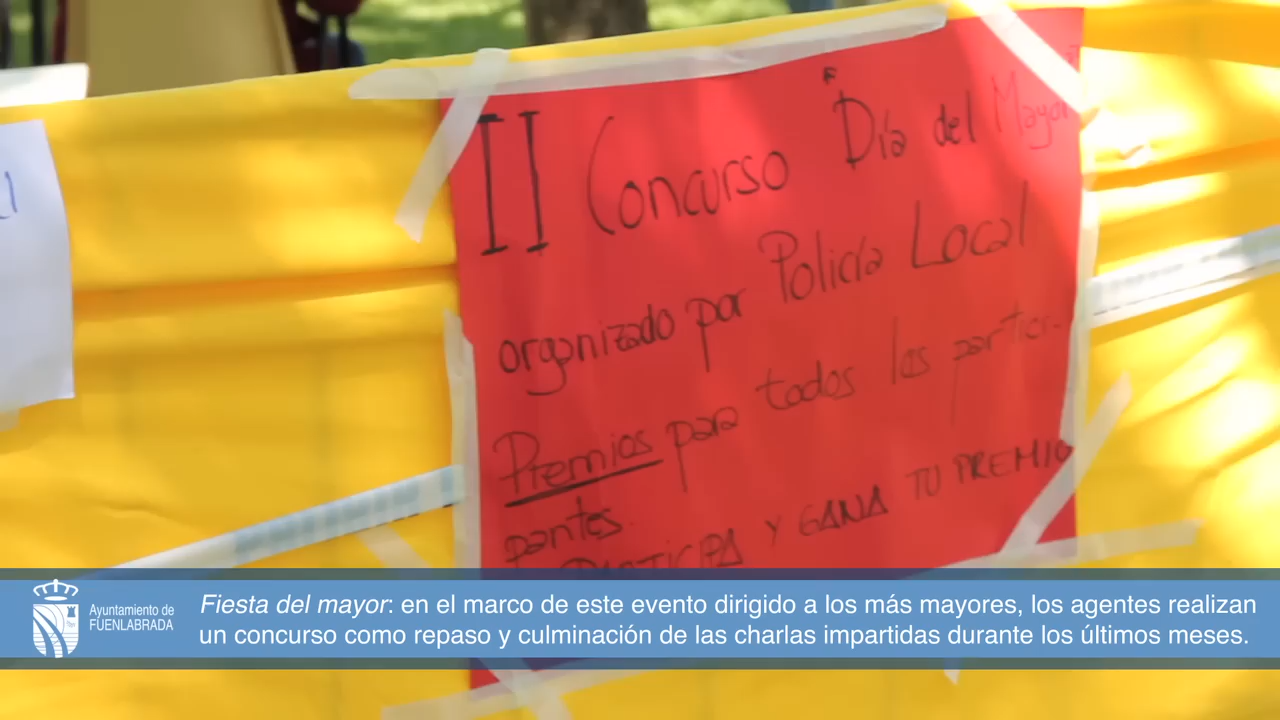 II Concurso "Día del Mayor"
organizado por Policía Local
Premios para todos los partici-
pantes.
PARTICIPA Y GANA TU PREMIO
Ayuntamiento de
FUENLABRADA
Fiesta del mayor: en el marco de este evento dirigido a los más mayores, los agentes realizan
un concurso como repaso y culminación de las charlas impartidas durante los últimos meses.